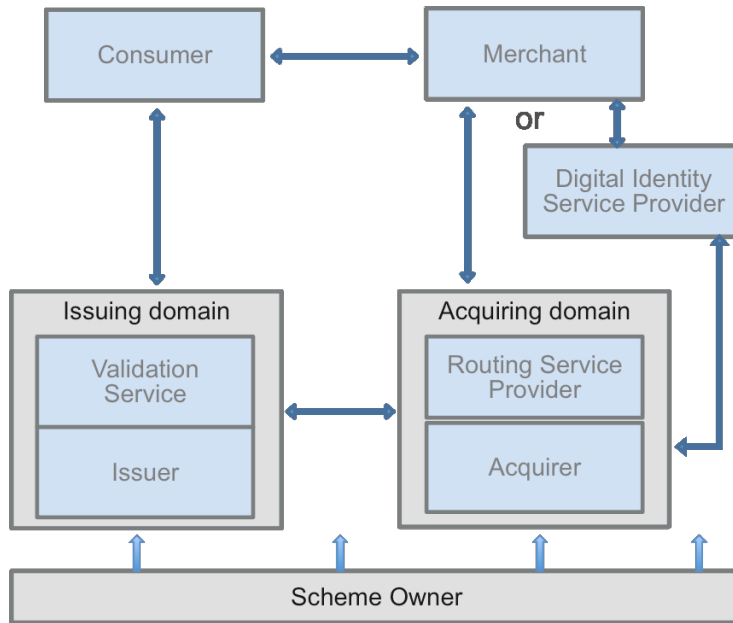 Consumer
Merchant
or
Digital Identity
Service Provider
Issuing domain
Validation
Service
Issuer
Acquiring domain
Routing Service
Provider
Acquirer
Scheme Owner